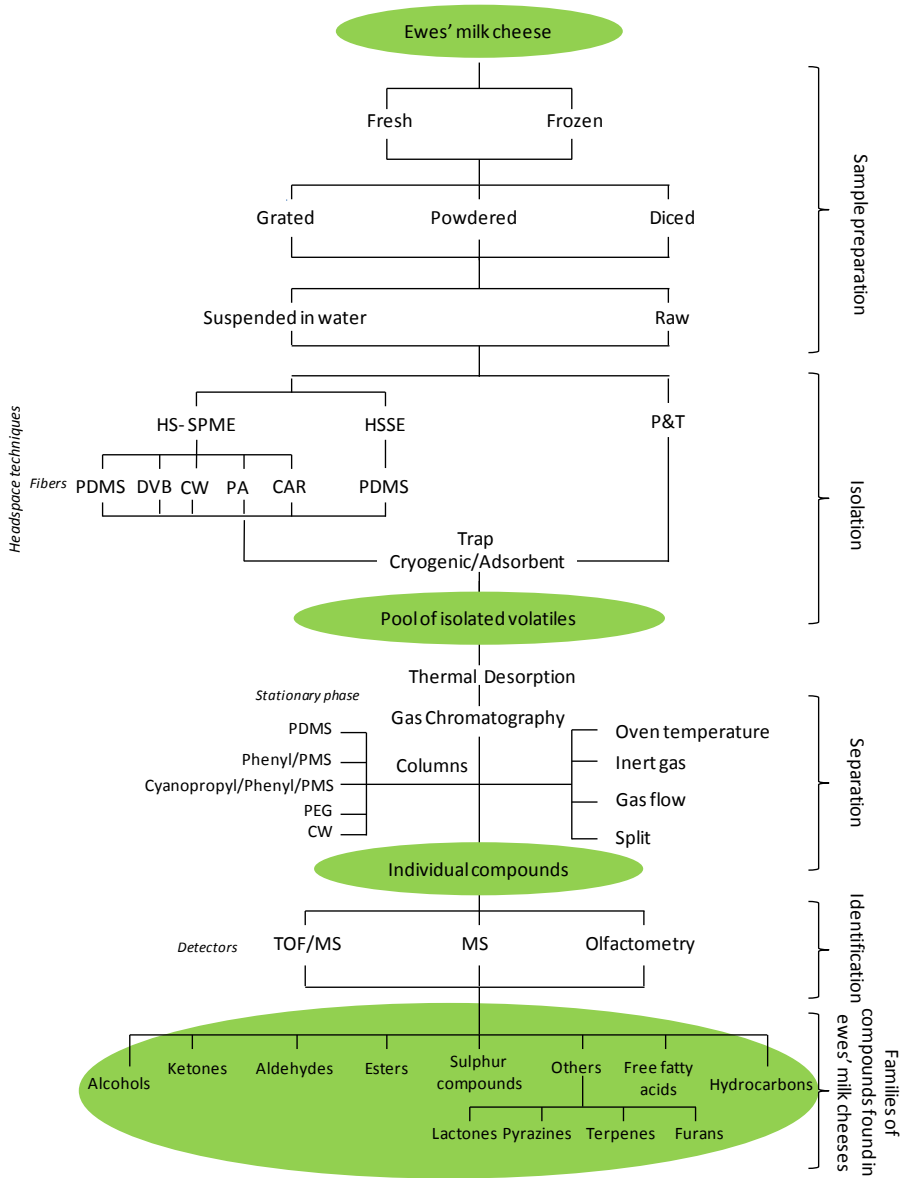 Ewes' milk cheese
Fresh
Frozen
Grated
Powdered
Diced
Suspended in water
Raw
Sample preparation
HS- SPME
HSSE
P&T
Headspace techniques
Fibers
PDMS
DVB
CW
PA
CAR
PDMS
Trap
Cryogenic/Adsorbent
Isolation
Pool of isolated volatiles
Thermal Desorption
Stationary phase
Gas Chromatography
PDMS
Phenyl/PMS
Cyanopropyl/Phenyl/PMS
PEG
CW
Columns
Oven temperature
Inert gas
Gas flow
Split
Separation
Individual compounds
Detectors
TOF/MS
MS
Olfactometry
Identification
Alcohols
Ketones
Aldehydes
Esters
Sulphur
compounds
Others
Free fatty
acids
Hydrocarbons
Lactones
Pyrazines
Terpenes
Furans
Families of
compounds found in
ewes' milk cheeses